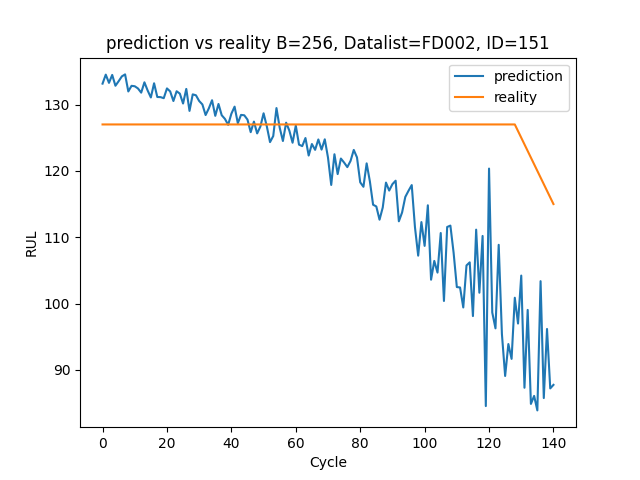 prediction vs reality B=256, Datalist=FD002, ID=151
prediction
reality
RUL
130
120
110
100
90
0 20 40 60 80 100 120 140
Cycle